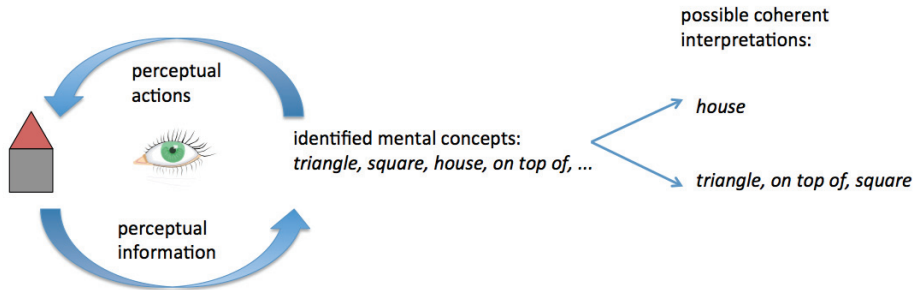 possible coherent
interpretations:
perceptual
actions
house
identified mental concepts:
triangle, square, house, on top of, ...
triangle, on top of, square
perceptual
information